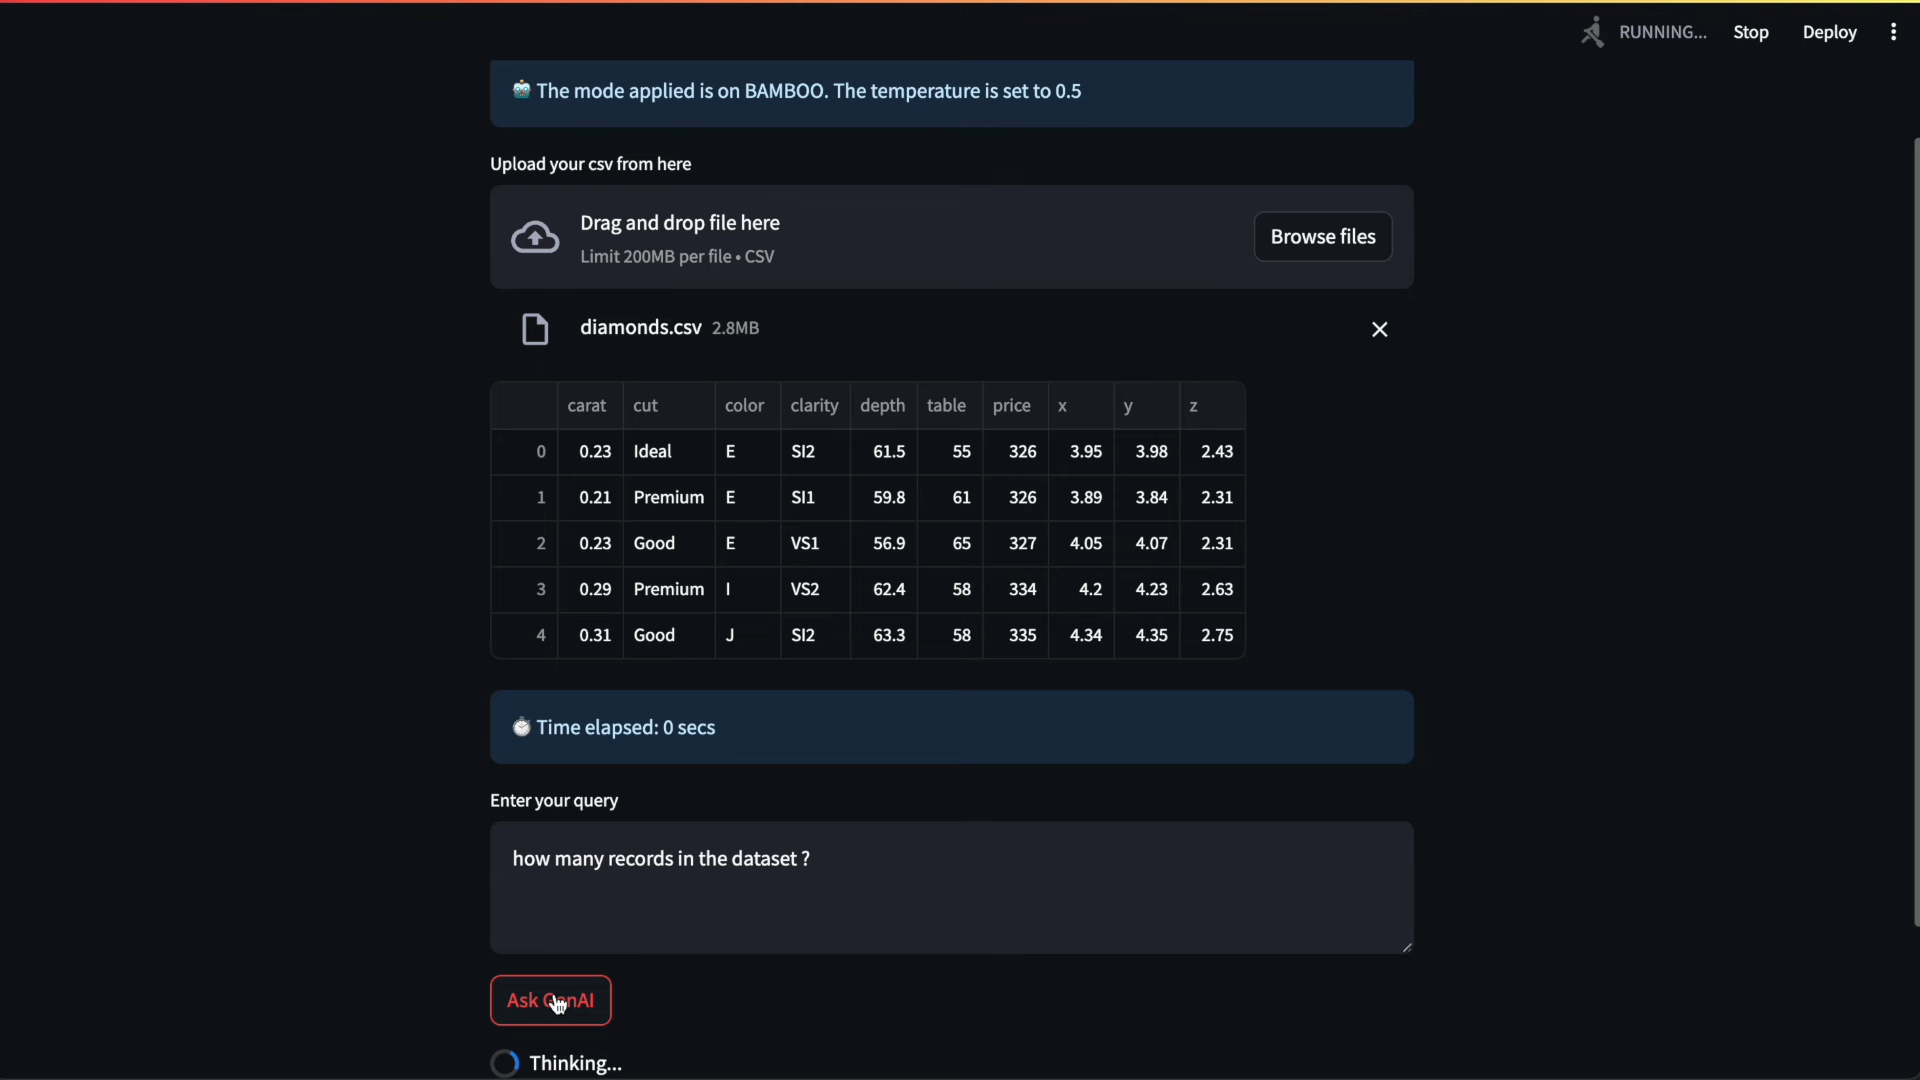 RUNNING... Stop Deploy
The mode applied is on BAMBOO. The temperature is set to 0.5
Upload your csv from here
Drag and drop file here
Limit 200MB per file • CSV
Browse files
diamonds.csv 2.8MB
carat cut color clarity depth table price x y z
0 0.23 Ideal E SI2 61.5 55 326 3.95 3.98 2.43
1 0.21 Premium E SI1 59.8 61 326 3.89 3.84 2.31
2 0.23 Good E VS1 56.9 65 327 4.05 4.07 2.31
3 0.29 Premium I VS2 62.4 58 334 4.2 4.23 2.63
4 0.31 Good J SI2 63.3 58 335 4.34 4.35 2.75
Time elapsed: 0 secs
Enter your query
how many records in the dataset ?
Ask GenAI
Thinking...